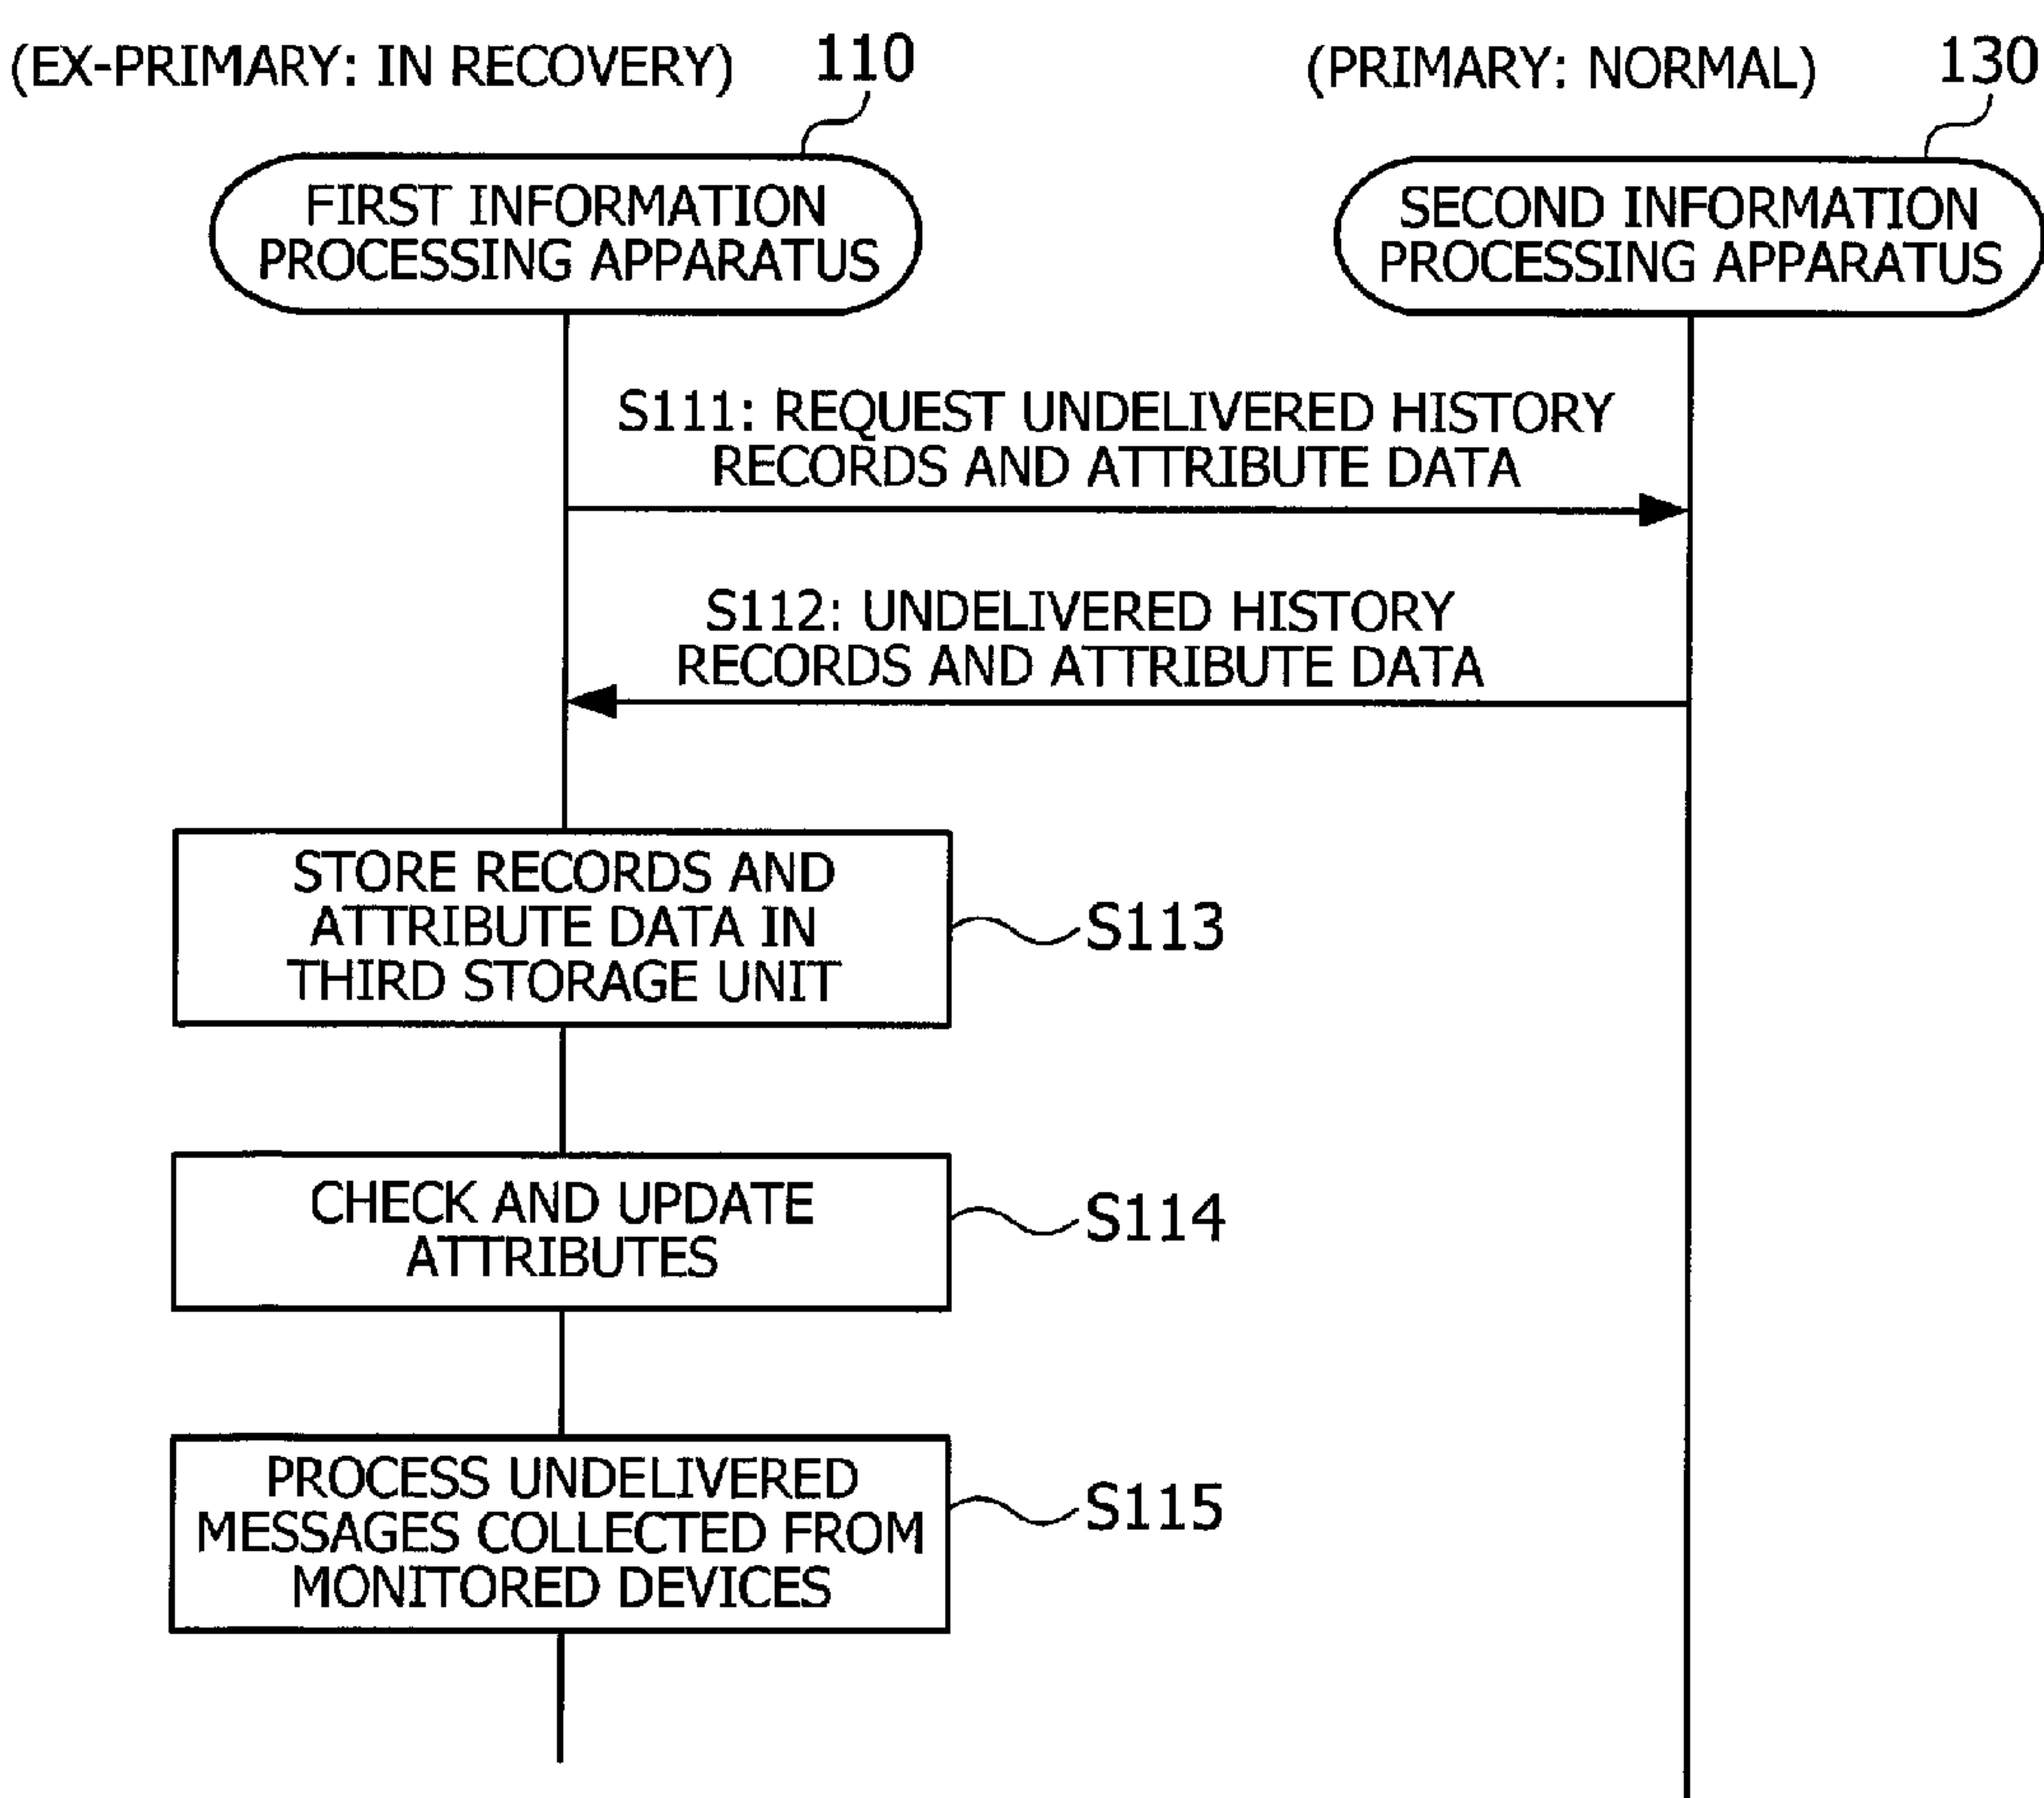 (EX-PRIMARY: IN RECOVERY)
110
(PRIMARY: NORMAL)
130
FIRST INFORMATION
PROCESSING APPARATUS
SECOND INFORMATION
PROCESSING APPARATUS
S111: REQUEST UNDELIVERED HISTORY
RECORDS AND ATTRIBUTE DATA
S112: UNDELIVERED HISTORY
RECORDS AND ATTRIBUTE DATA
STORE RECORDS AND
ATTRIBUTE DATA IN
THIRD STORAGE UNIT
S113
CHECK AND UPDATE
ATTRIBUTES
S114
PROCESS UNDELIVERED
MESSAGES COLLECTED FROM
MONITORED DEVICES
S115